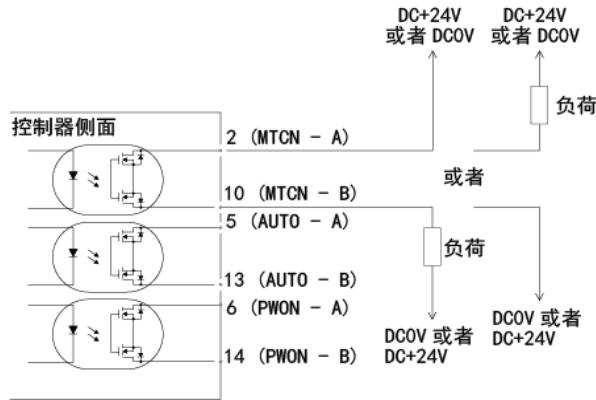 DC+24V
或者 DC0V
DC+24V
或者 DC0V
负荷
控制器侧面
2 (MTCN - A)
或者
10 (MTCN - B)
5 (AUTO - A)
负荷
13 (AUTO - B)
6 (PWON - A)
DC0V 或者
DC+24V
DC0V 或者
DC+24V
14 (PWON - B)